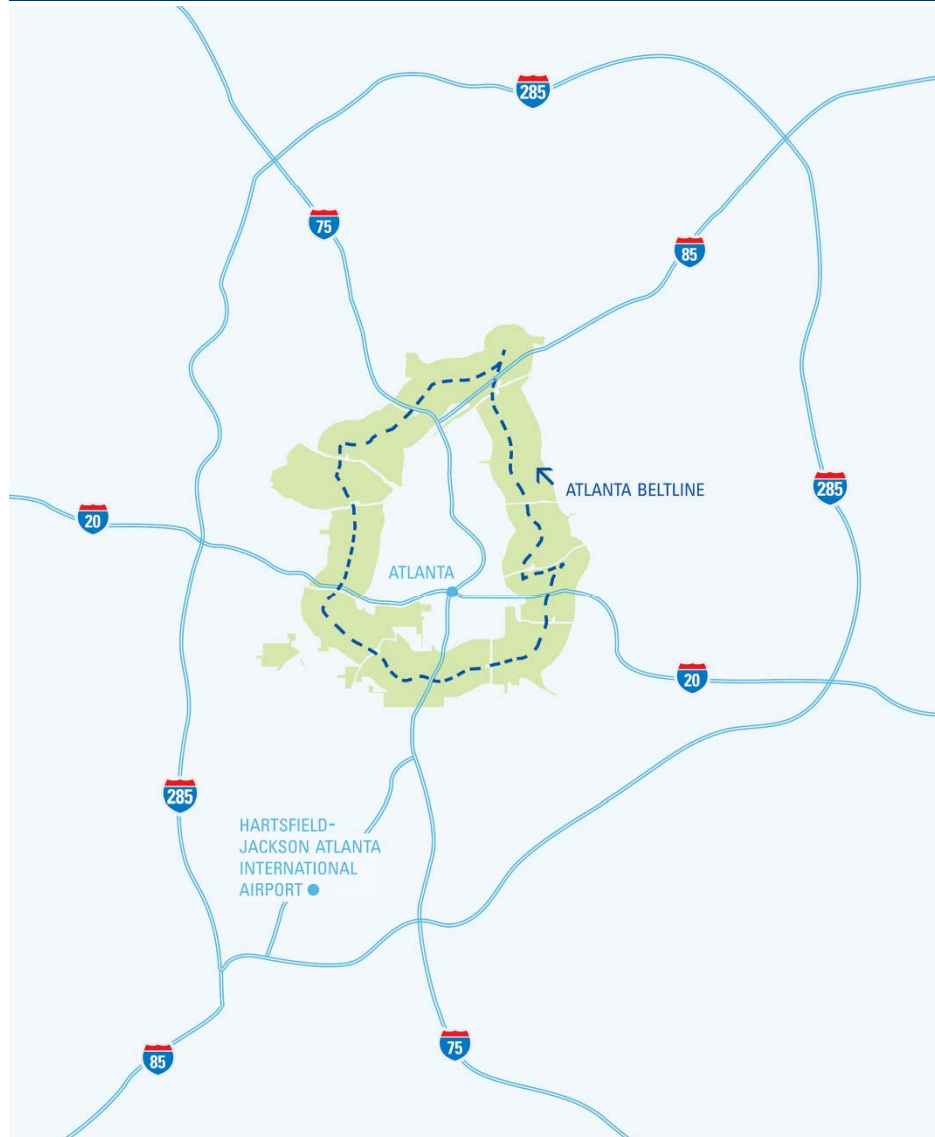 285
75
85
ATLANTA BELTLINE
285
20
ATLANTA
20
285
HARTSFIELD-
JACKSON ATLANTA
INTERNATIONAL
AIRPORT
75
85